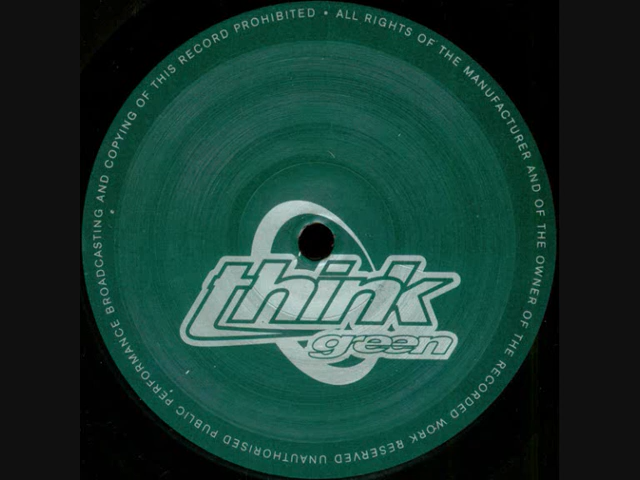 • ALL RIGHTS OF THE MANUFACTURER AND OF THE OWNER OF THE RECORDED WORK RESERVED UNAUTHORISED PUBLIC PERFORMANCE BROADCASTING AND COPYING OF THIS RECORD PROHIBITED
think
green